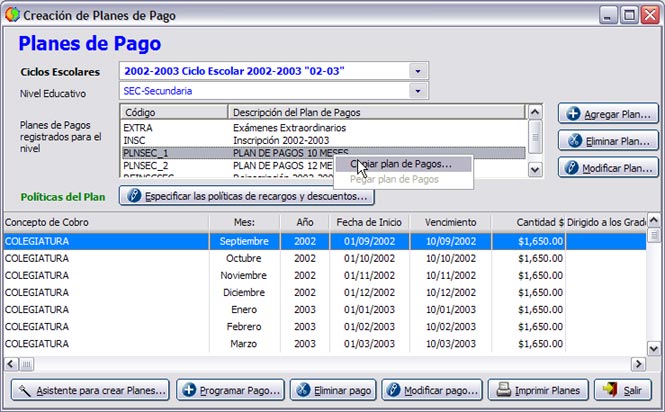 Creación de Planes de Pago
Planes de Pago
Ciclos Escolares
2002-2003 Ciclo Escolar 2002-2003 "02-03"
Nivel Educativo
SEC-Secundaria
Planes de Pagos registrados para el nivel
Código Descripción del Plan de Pagos
EXTRA Exámenes Extraordinarios
INSC Inscripción 2002-2003
PLNSEC_1 PLAN DE PAGOS 10 MESES
PLNSEC_2 PLAN DE PAGOS 12 ME
Copiar plan de Pagos...
Pegar plan de Pagos
Agregar Plan...
Eliminar Plan...
Modificar Plan...
Políticas del Plan
Especificar las políticas de recargos y descuentos...
Concepto de Cobro Mes: Año Fecha de Inicio Vencimiento Cantidad $ Dirigido a los Grado
COLEGIATURA Septiembre 2002 01/09/2002 10/09/2002 $1,650.00
COLEGIATURA Octubre 2002 01/10/2002 10/10/2002 $1,650.00
COLEGIATURA Noviembre 2002 01/11/2002 10/11/2002 $1,650.00
COLEGIATURA Diciembre 2002 01/12/2002 10/12/2002 $1,650.00
COLEGIATURA Enero 2003 01/01/2003 10/01/2003 $1,650.00
COLEGIATURA Febrero 2003 01/02/2003 10/02/2003 $1,650.00
COLEGIATURA Marzo 2003 01/03/2003 10/03/2003 $1,650.00
Asistente para crear Planes... Programar Pago... Eliminar pago Modificar pago... Imprimir Planes Salir